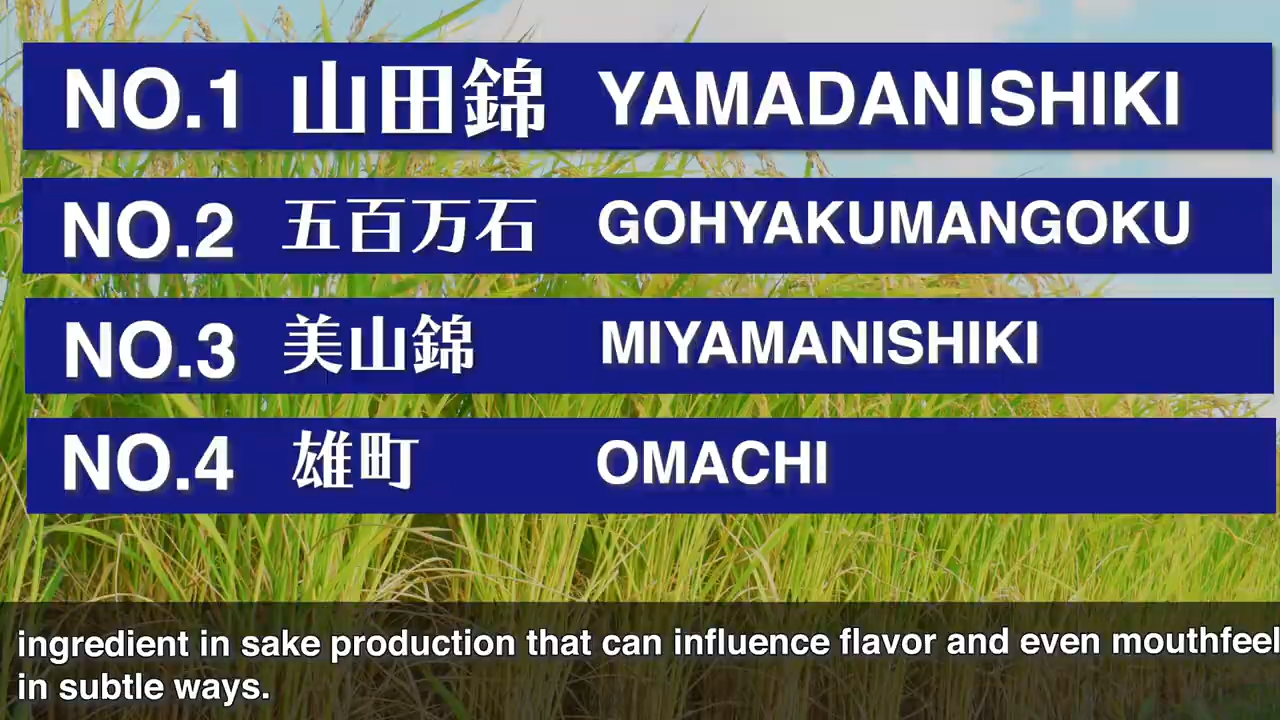 NO.1 山田錦 YAMADANISHIKI
NO.2 五百万石 GOHYAKUMANGOKU
NO.3 美山錦 MIYAMANISHIKI
NO.4 雄町 OMACHI
ingredient in sake production that can influence flavor and even mouthfeel
in subtle ways.